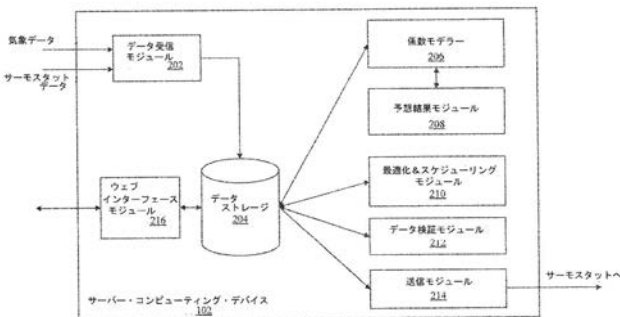 気象データ
サーモスタット
データ
データ受信
モジュール
202
係数モデラー
206
予想結果モジュール
208
最適化&スケジューリング
モジュール
210
データ検証モジュール
212
送信モジュール
214
サーモスタットへ
ウェブ
インターフェース
モジュール
216
データ
ストレージ
204
サーバー・コンピューティング・デバイス
102